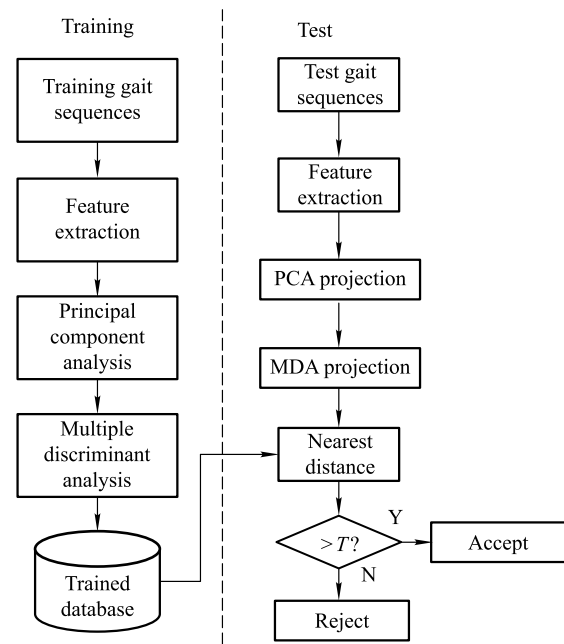 Training
Training gait
sequences
Feature
extraction
Principal
component
analysis
Multiple
discriminant
analysis
Trained
database
Test
Test gait
sequences
Feature
extraction
PCA projection
MDA projection
Nearest
distance
> T?
Y
Accept
N
Reject